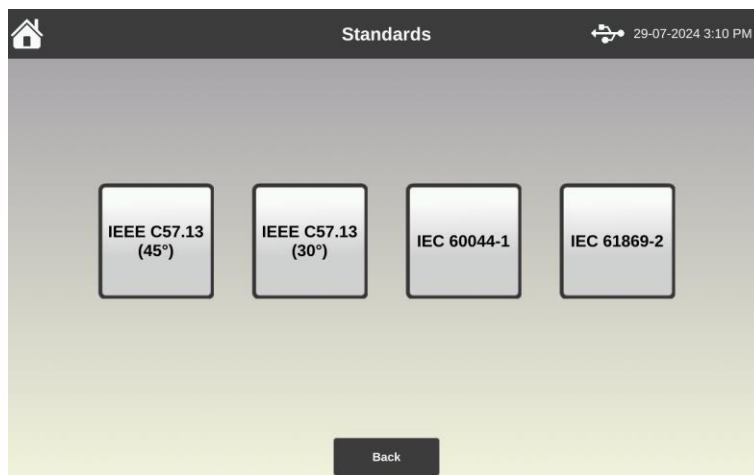 Standards
29-07-2024 3:10 PM
IEEE C57.13
(45°)
IEEE C57.13
(30°)
IEC 60044-1
IEC 61869-2
Back